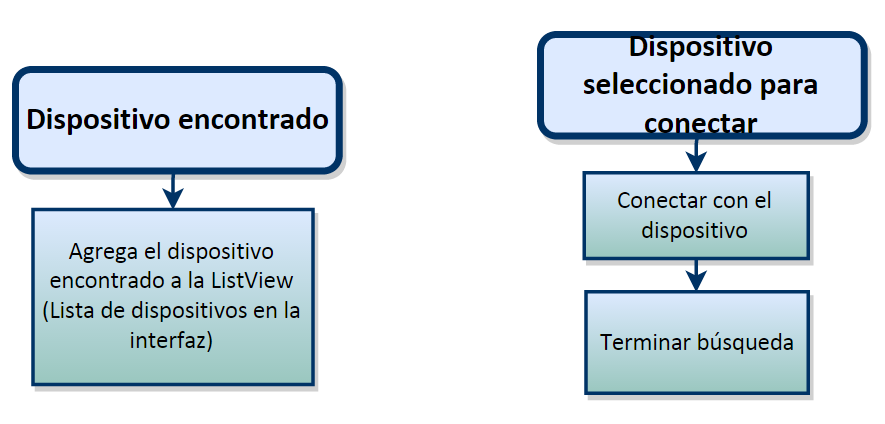 Dispositivo encontrado
Agrega el dispositivo
encontrado a la ListView
(Lista de dispositivos en la
interfaz)
Dispositivo
seleccionado para
conectar
Conectar con el
dispositivo
Terminar búsqueda